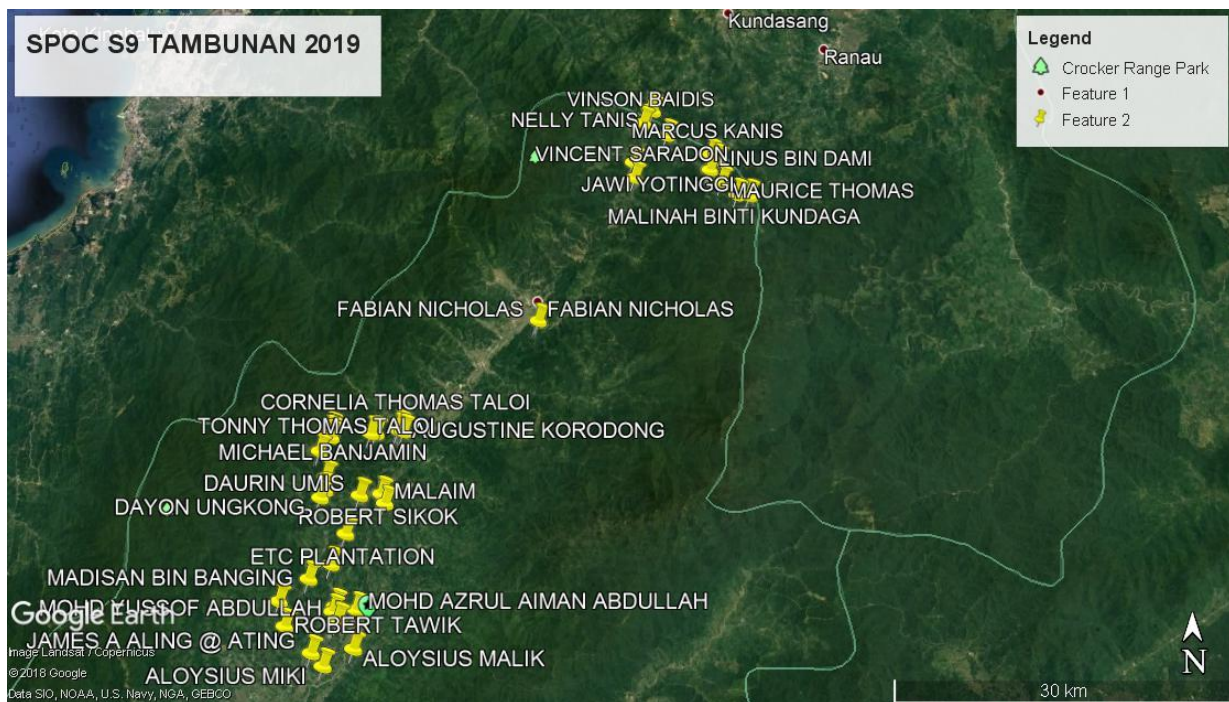 SPOC S9 TAMBUNAN 2019
Kundasang
Ranau
Legend
Crocker Range Park
Feature 1
Feature 2
VINSON BAIDIS
NELLY TANIS
MARCUS KANIS
VINCENT SARADON
LINUS BIN DAMI
JAWI YOTINGGI
MAURICE THOMAS
MALINAH BINTI KUNDAGA
FABIAN NICHOLAS
FABIAN NICHOLAS
CORNELIA THOMAS TALOI
TONNY THOMAS TALOI
AUGUSTINE KORODONG
MICHAEL BANJAMIN
DAURIN UMIS
MALAIM
DAYON UNGKONG
ROBERT SIKOK
ETC PLANTATION
MADISAN BIN BANGING
MOHD YUSSOF ABDULLAH
MOHD AZRUL AIMAN ABDULLAH
Google Earth
ROBERT TAWIK
JAMES A ALING @ ATING
ALOYSIUS MALIK
Image Landsat / Copernicus
© 2018 Google
ALOYSIUS MIKI
Data SIO, NOAA, U.S. Navy, NGA, GEBCO
N
30 km